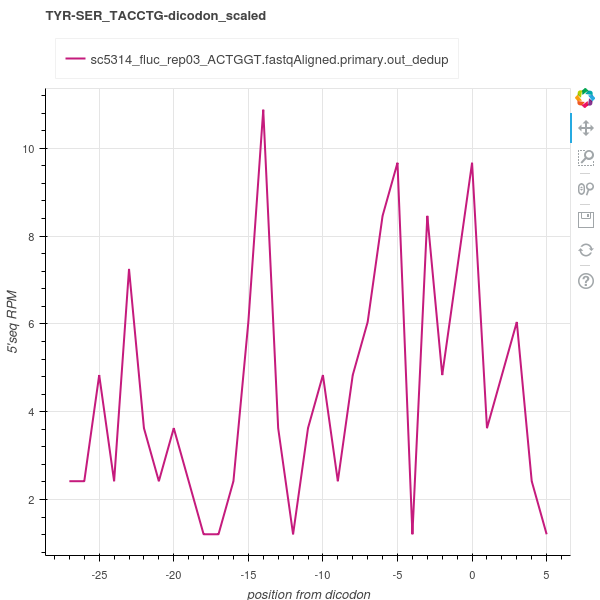 TYR-SER_TACCTG-dicodon_scaled
sc5314_fluc_rep03_ACTGGT.fastqAligned.primary.out_dedup
10
8
6
4
2
5'seq RPM
-25 -20 -15 -10 -5 0 5
position from dicodon